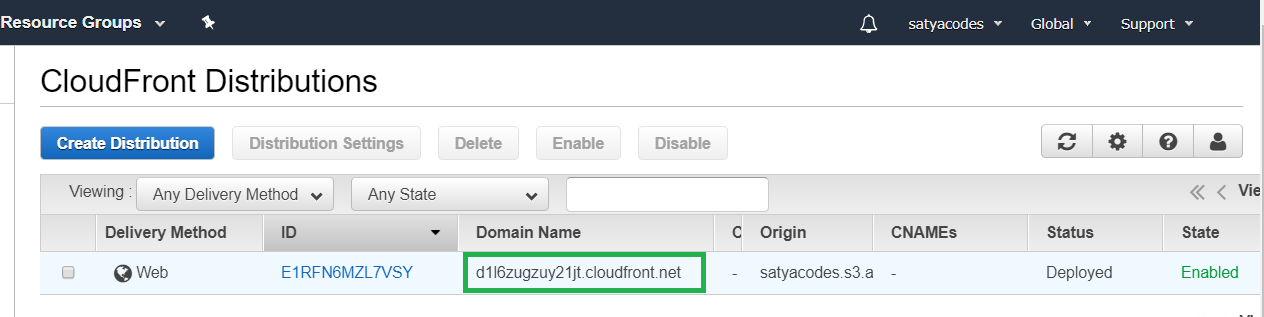 Resource Groups satyacodes Global Support
CloudFront Distributions
Create Distribution Distribution Settings Delete Enable Disable
Viewing : Any Delivery Method Any State Vie
Delivery Method ID Domain Name C Origin CNAMEs Status State
Web E1RFN6MZL7VSY d1l6zugzuy21jt.cloudfront.net - satyacodes.s3.a - Deployed Enabled